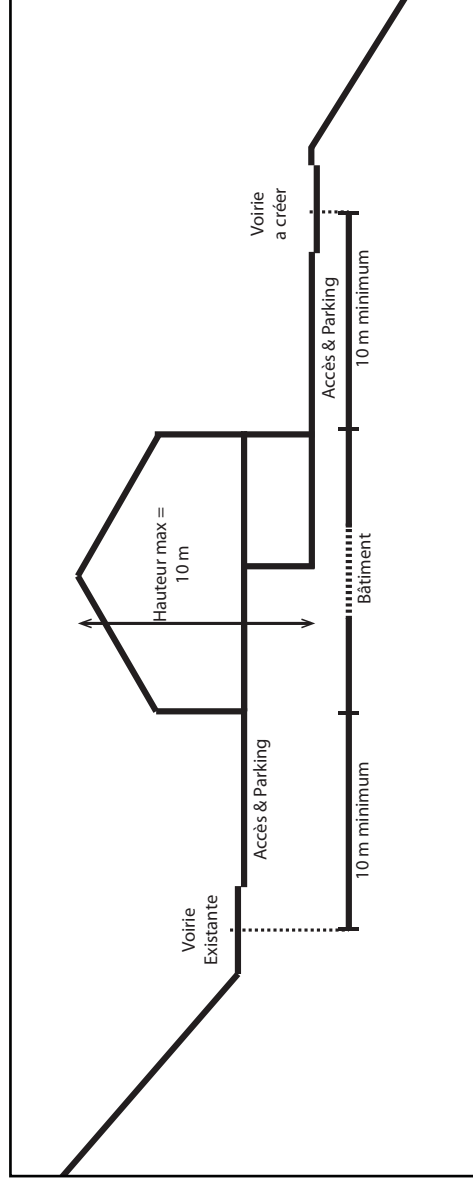 Voirie
Existante
Accès & Parking
10 m minimum
Hauteur max =
10 m
Bâtiment
Voirie
a créer
Accès & Parking
10 m minimum